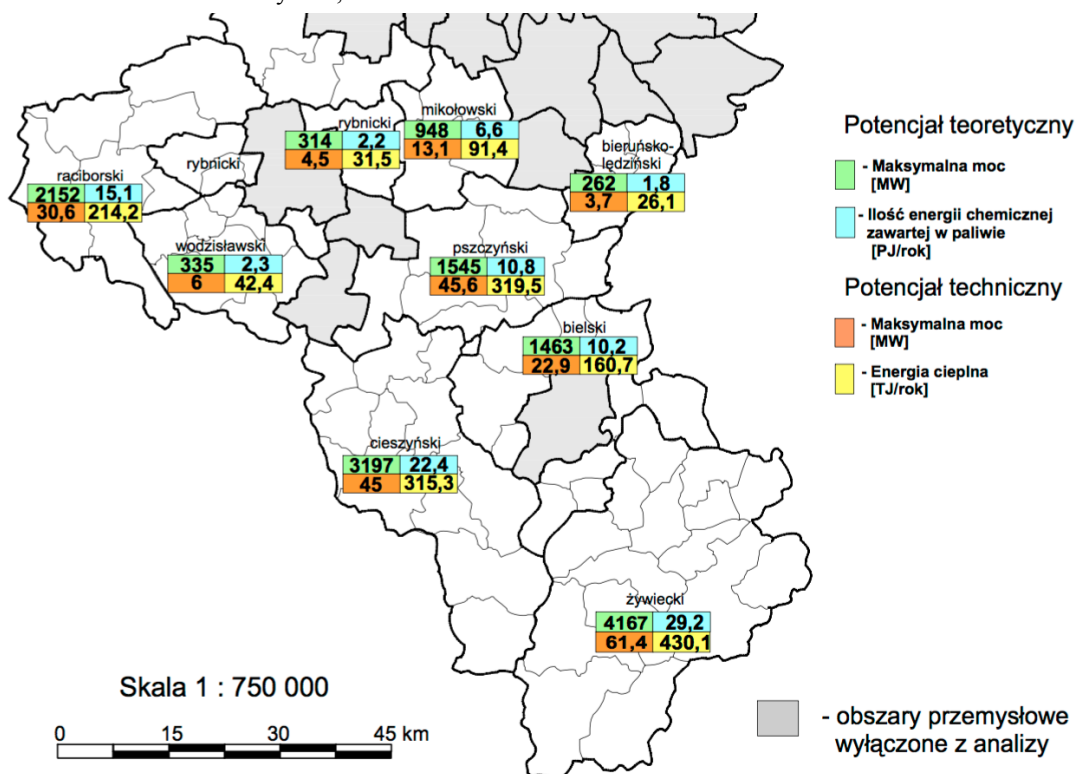 mikołowski
948 6,6
13,1 91,4
rybnicki
314 2,2
4,5 31,5
bieruńsko-
lędziński
262 1,8
3,7 26,1
rybnicki
raciborski
2152 15,1
30,6 214,2
wodzisławski
335 2,3
6 42,4
pszczyński
1545 10,8
45,6 319,5
bielski
1463 10,2
22,9 160,7
cieszyński
3197 22,4
45 315,3
żywiecki
4167 29,2
61,4 430,1
Potencjał teoretyczny
- Maksymalna moc
[MW]
- Ilość energii chemicznej
zawartej w paliwie
[PJ/rok]
Potencjał techniczny
- Maksymalna moc
[MW]
- Energia cieplna
[TJ/rok]
Skala 1 : 750 000
0 15 30 45 km
- obszary przemysłowe
wyłączone z analizy